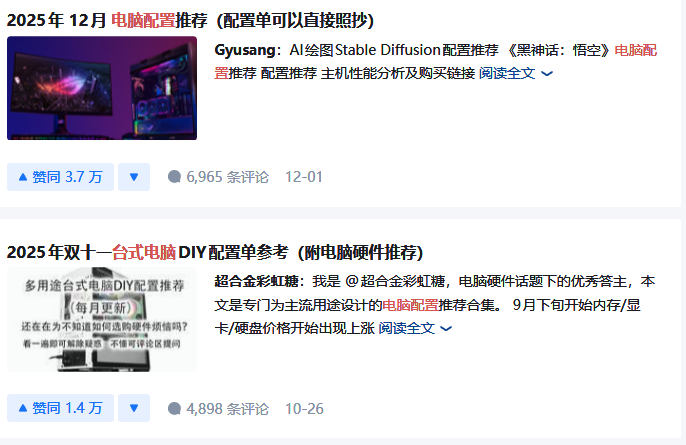 2025 年 12 月 电脑配置推荐（配置单可以直接照抄）
Gyusang：AI绘图Stable Diffusion配置推荐 《黑神话：悟空》电脑配
置推荐 配置推荐 主机性能分析及购买链接 阅读全文
赞同 3.7 万
6,965 条评论 12-01
2025 年双十一台式电脑 DIY 配置单参考（附电脑硬件推荐）
多用途台式电脑DIY配置推荐
（每月更新）
还在在为不知道如何选购硬件烦恼吗？
看一遍即可解除疑惑 不懂可评论区提问
超合金彩虹糖：我是 @超合金彩虹糖，电脑硬件话题下的优秀答主，本
文是专门为主流用途设计的电脑配置推荐合集。 9月下旬开始内存/显
卡/硬盘价格开始出现上涨 阅读全文
赞同 1.4 万
4,898 条评论 10-26